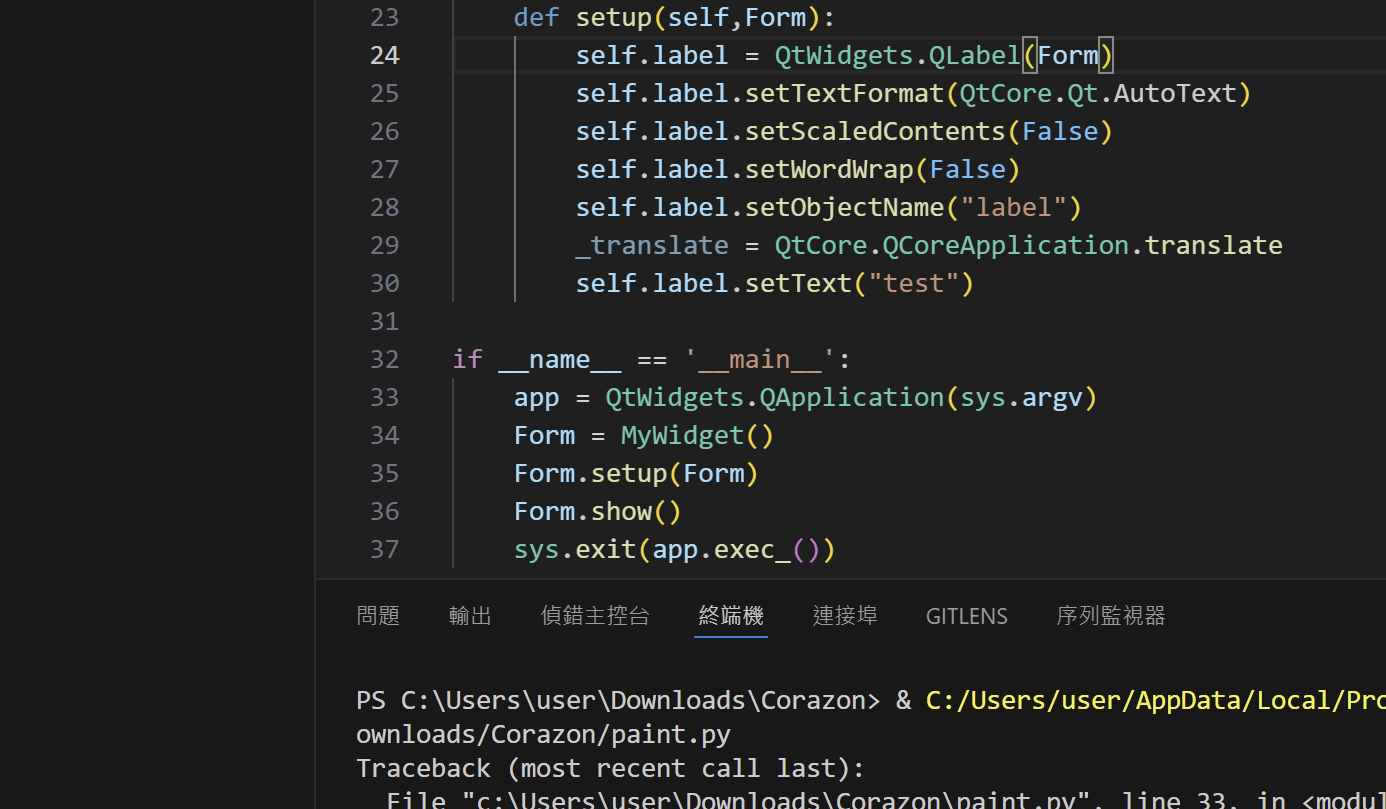 23 def setup(self,Form):
24 self.label = QtWidgets.QLabel(Form)
25 self.label.setTextFormat(QtCore.Qt.AutoText)
26 self.label.setScaledContents(False)
27 self.label.setWordWrap(False)
28 self.label.setObjectName("label")
29 _translate = QtCore.QCoreApplication.translate
30 self.label.setText("test")
31
32 if __name__ == '__main__':
33 app = QtWidgets.QApplication(sys.argv)
34 Form = MyWidget()
35 Form.setup(Form)
36 Form.show()
37 sys.exit(app.exec_())
問題 輸出 偵錯主控台 終端機 連接埠 GITLENS 序列監視器
PS C:\Users\user\Downloads\Corazon> & C:/Users/user/AppData/Local/Pro
ownloads/Corazon/paint.py
Traceback (most recent call last):
File "c:\Users\user\Downloads\Corazon\paint.py", line 33, in <modul